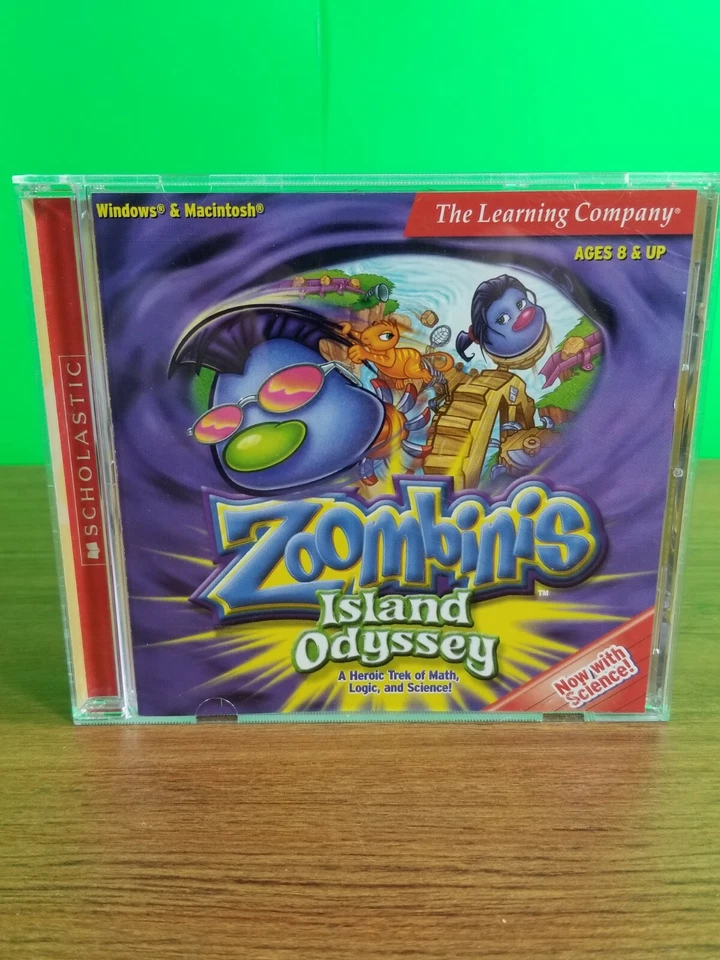 Windows® & Macintosh®
The Learning Company®
AGES 8 & UP
SCHOLASTIC
Zoombinis™
Island
Odyssey
A Heroic Trek of Math,
Logic, and Science!
Now with
Science!